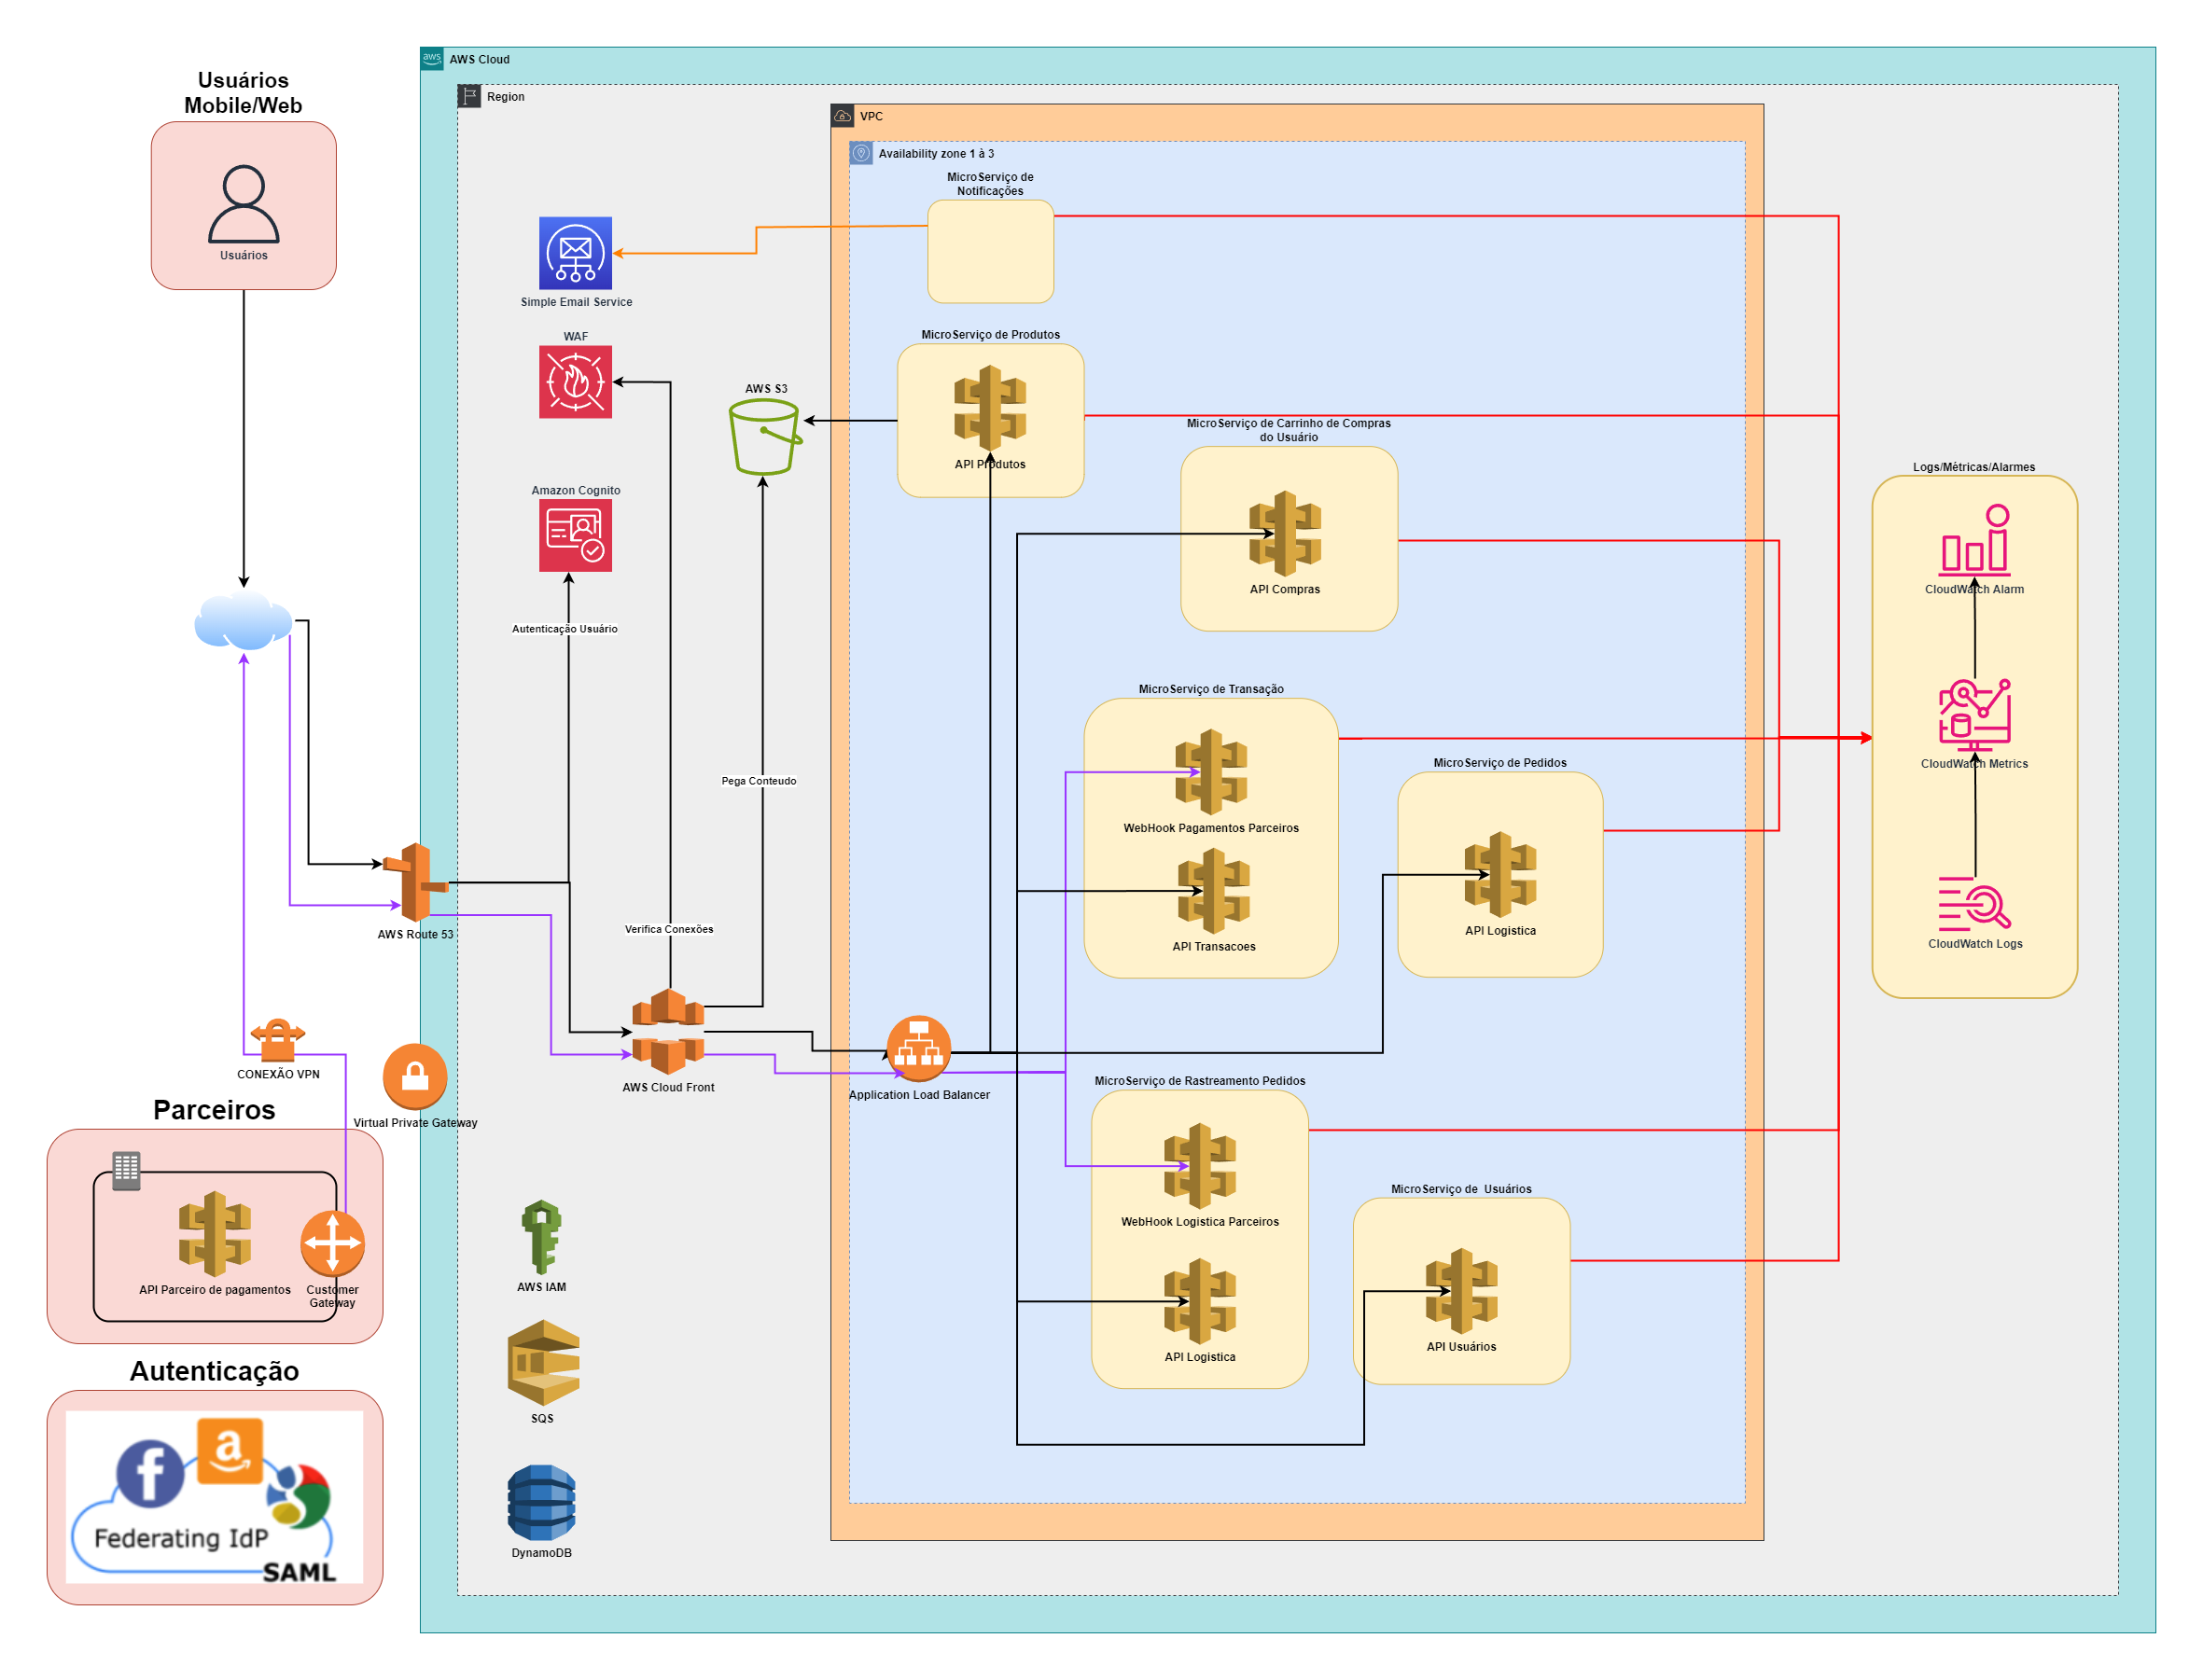 aws
AWS Cloud
Region
VPC
Availability zone 1 à 3
Usuários
Mobile/Web
Usuários
MicroServiço de
Notificações
Simple Email Service
WAF
MicroServiço de Produtos
AWS S3
API Produtos
MicroServiço de Carrinho de Compras
do Usuário
API Compras
Logs/Métricas/Alarmes
CloudWatch Alarm
CloudWatch Metrics
CloudWatch Logs
Amazon Cognito
Autenticação Usuário
Pega Conteudo
Verifica Conexões
MicroServiço de Transação
WebHook Pagamentos Parceiros
API Transacoes
MicroServiço de Pedidos
API Logistica
AWS Route 53
CONEXÃO VPN
Virtual Private Gateway
AWS Cloud Front
Application Load Balancer
MicroServiço de Rastreamento Pedidos
WebHook Logistica Parceiros
API Logistica
MicroServiço de Usuários
API Usuários
Parceiros
API Parceiro de pagamentos
Customer
Gateway
AWS IAM
SQS
DynamoDB
Autenticação
f
a
Federating IdP
SAML